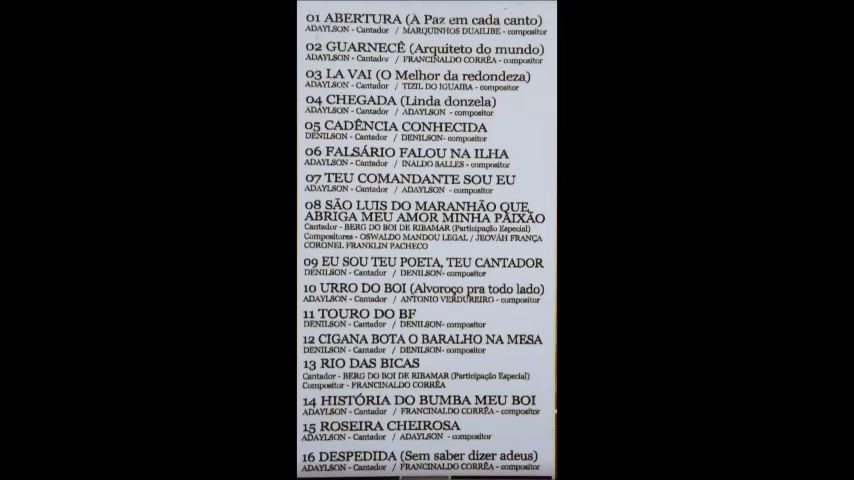 01 ABERTURA (A Paz em cada canto)
ADAYLSON - Cantador / MARQUINHOS DUAILIBE - compositor
02 GUARNECÊ (Arquiteto do mundo)
ADAYLSON - Cantador / FRANCINALDO CORRÊA - compositor
03 LA VAI (O Melhor da redondeza)
ADAYLSON - Cantador / TIZIL DO IGUAIBA - compositor
04 CHEGADA (Linda donzela)
ADAYLSON - Cantador / ADAYLSON - compositor
05 CADÊNCIA CONHECIDA
DENILSON - Cantador / DENILSON- compositor
06 FALSÁRIO FALOU NA ILHA
ADAYLSON - Cantador / INALDO SALLES - compositor
07 TEU COMANDANTE SOU EU
ADAYLSON - Cantador / ADAYLSON - compositor
08 SÃO LUIS DO MARANHÃO QUE
ABRIGA MEU AMOR MINHA PAIXÃO
Cantador - BERG DO BOI DE RIBAMAR (Participação Especial)
Compositores - OSWALDO MANDOU LEGAL / JEOVÁH FRANÇA
CORONEL FRANKLIN PACHECO
09 EU SOU TEU POETA, TEU CANTADOR
DENILSON - Cantador / DENILSON- compositor
10 URRO DO BOI (Alvoroço pra todo lado)
ADAYLSON - Cantador / ANTONIO VERDUREIRO - compositor
11 TOURO DO BF
DENILSON - Cantador / DENILSON- compositor
12 CIGANA BOTA O BARALHO NA MESA
DENILSON - Cantador / DENILSON- compositor
13 RIO DAS BICAS
Cantador - BERG DO BOI DE RIBAMAR (Participação Especial)
Compositor - FRANCINALDO CORRÊA
14 HISTÓRIA DO BUMBA MEU BOI
ADAYLSON - Cantador / FRANCINALDO CORRÊA - compositor
15 ROSEIRA CHEIROSA
ADAYLSON - Cantador / ADAYLSON - compositor
16 DESPEDIDA (Sem saber dizer adeus)
ADAYLSON - Cantador / FRANCINALDO CORRÊA - compositor